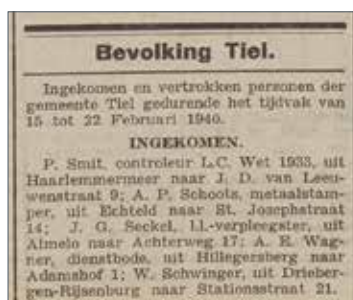 Bevolking Tiel.
Ingekomen en vertrokken personen der
gemeente Tiel gedurende het tijdvak van
15 tot 22 Februari 1940.
INGEKOMEN.
P. Smit, controleur L.C. Wet 1933, uit
Haarlemmermeer naar J. D. van Leeu-
wenstraat 9; A. P. Schoots, metaalstam-
per, uit Echteld naar St. Josephstraat
14; J. G. Seckel, l.l.-verpleegster, uit
Almelo naar Achterweg 17; A. E. Wag-
ner, dienstbode, uit Hillegersberg naar
Adamshof 1; W. Schwinger, uit Drieber-
gen-Rijsenburg naar Stationsstraat 21.